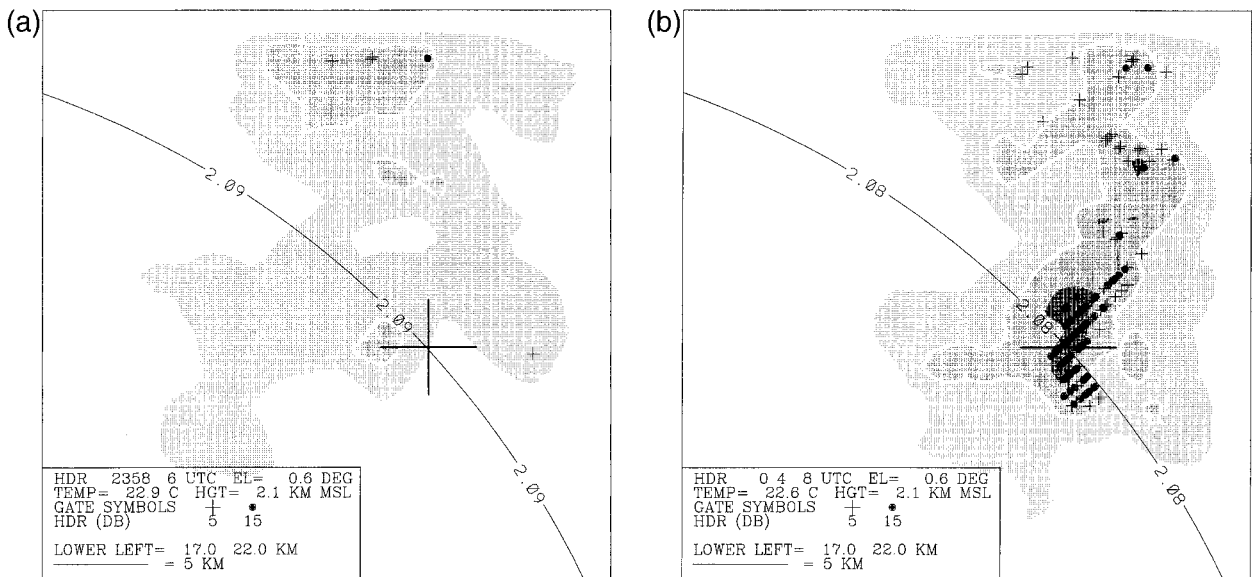 (a)
2.09
2.09
2.09
HDR 2358 6 UTC EL= 0.6 DEG
TEMP= 22.9 C HGT= 2.1 KM MSL
GATE SYMBOLS + •
HDR (DB) 5 15
LOWER LEFT= 17.0 22.0 KM
= 5 KM
(b)
2.08
2.08
2.08
HDR 0 4 8 UTC EL= 0.6 DEG
TEMP= 22.6 C HGT= 2.1 KM MSL
GATE SYMBOLS + •
HDR (DB) 5 15
LOWER LEFT= 17.0 22.0 KM
= 5 KM